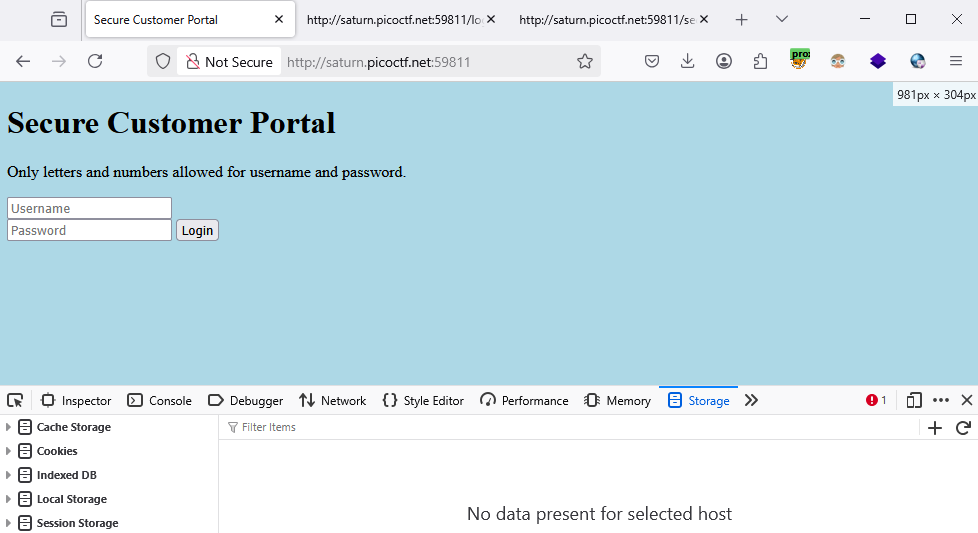 Secure Customer Portal
http://saturn.picoctf.net:59811/lo
http://saturn.picoctf.net:59811/se
Not Secure
http://saturn.picoctf.net:59811
981px × 304px
Secure Customer Portal
Only letters and numbers allowed for username and password.
Username
Password
Login
Inspector
Console
Debugger
Network
Style Editor
Performance
Memory
Storage
1
Cache Storage
Filter Items
Cookies
Indexed DB
Local Storage
No data present for selected host
Session Storage